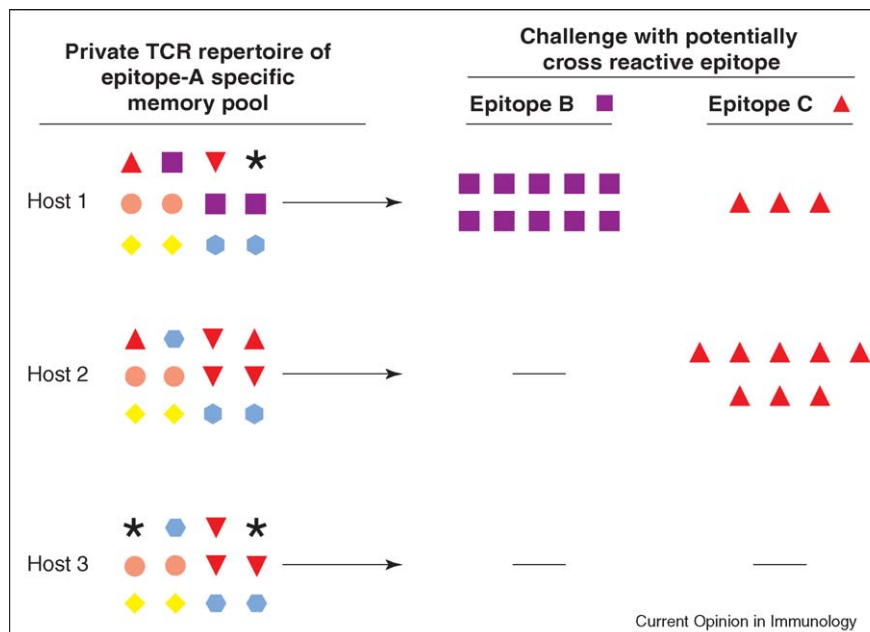 Private TCR repertoire of
epitope-A specific
memory pool
Challenge with potentially
cross reactive epitope
Epitope B
Epitope C
Host 1
Host 2
Host 3
Current Opinion in Immunology